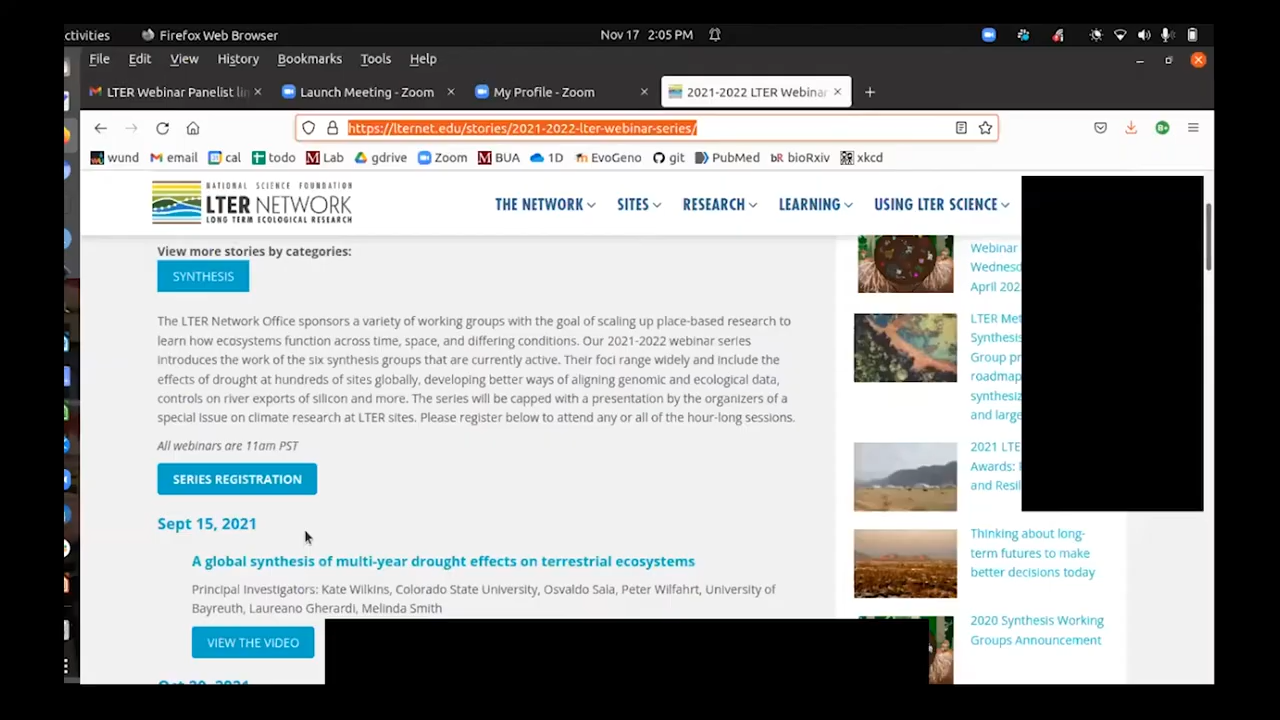 ctivities
Firefox Web Browser
Nov 17 2:05 PM
File Edit View History Bookmarks Tools Help
LTER Webinar Panelist li
Launch Meeting - Zoom
My Profile - Zoom
2021-2022 LTER Webinar
https://lternet.edu/stories/2021-2022-lter-webinar-series/
wund email cal todo Lab gdrive Zoom BUA 1D EvoGeno git PubMed bioRxiv xkcd
NATIONAL SCIENCE FOUNDATION
LTER NETWORK
LONG TERM ECOLOGICAL RESEARCH
THE NETWORK SITES RESEARCH LEARNING USING LTER SCIENCE
View more stories by categories:
SYNTHESIS
The LTER Network Office sponsors a variety of working groups with the goal of scaling up place-based research to
learn how ecosystems function across time, space, and differing conditions. Our 2021-2022 webinar series
introduces the work of the six synthesis groups that are currently active. Their foci range widely and include the
effects of drought at hundreds of sites globally, developing better ways of aligning genomic and ecological data,
controls on river exports of silicon and more. The series will be capped with a presentation by the organizers of a
special Issue on climate research at LTER sites. Please register below to attend any or all of the hour-long sessions.
All webinars are 11am PST
SERIES REGISTRATION
Sept 15, 2021
A global synthesis of multi-year drought effects on terrestrial ecosystems
Principal Investigators: Kate Wilkins, Colorado State University, Osvaldo Sala, Peter Wilfahrt, University of
Bayreuth, Laureano Gherardi, Melinda Smith
VIEW THE VIDEO
Oct 20, 2021
Webinar
Wednes
April 202
LTER Met
Synthesis
Group pr
roadmap
synthesiz
and large
2021 LTE
Awards:
and Resil
Thinking about long-
term futures to make
better decisions today
2020 Synthesis Working
Groups Announcement